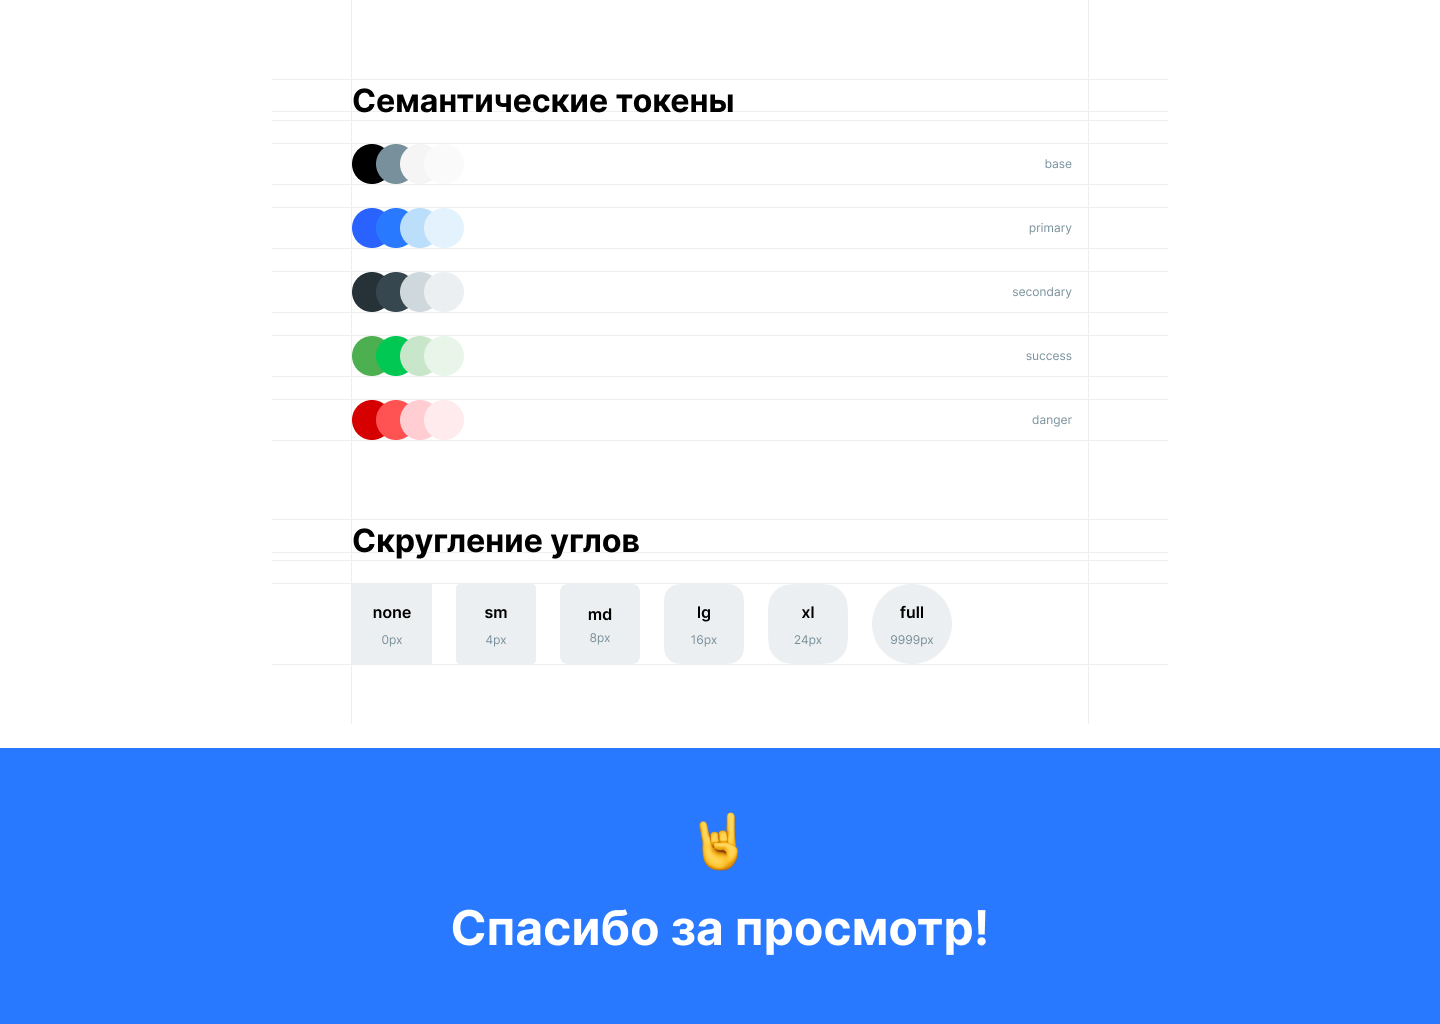 Семантические токены
base
primary
secondary
success
danger
Скругление углов
none sm md lg xl full
0px 4px 8px 16px 24px 9999px
Спасибо за просмотр!